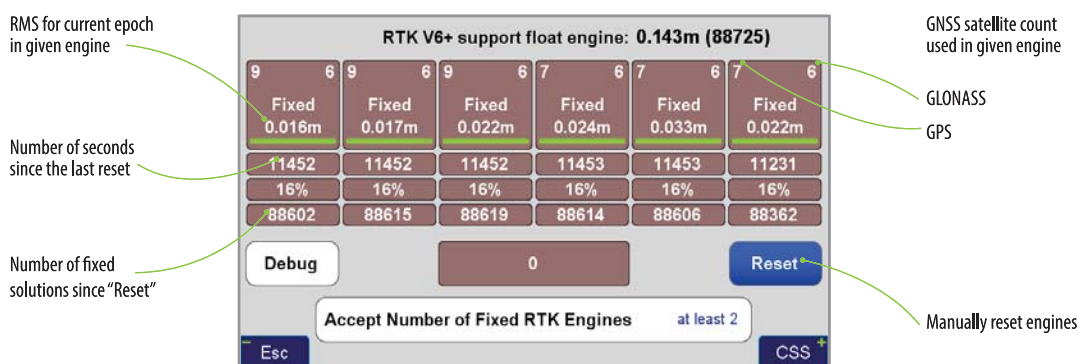 RMS for current epoch
in given engine
Number of seconds
since the last reset
Number of fixed
solutions since "Reset"
RTK V6+ support float engine: 0.143m (88725)
9 6 9 6 9 6 7 6 7 6 7 6
Fixed Fixed Fixed Fixed Fixed Fixed
0.016m 0.017m 0.022m 0.024m 0.033m 0.022m
11452 11452 11452 11453 11453 11231
16% 16% 16% 16% 16% 16%
88602 88615 88619 88614 88606 88362
Debug 0 Reset
Accept Number of Fixed RTK Engines at least 2
- Esc CSS +
GNSS satellite count
used in given engine
GLONASS
GPS
Manually reset engines